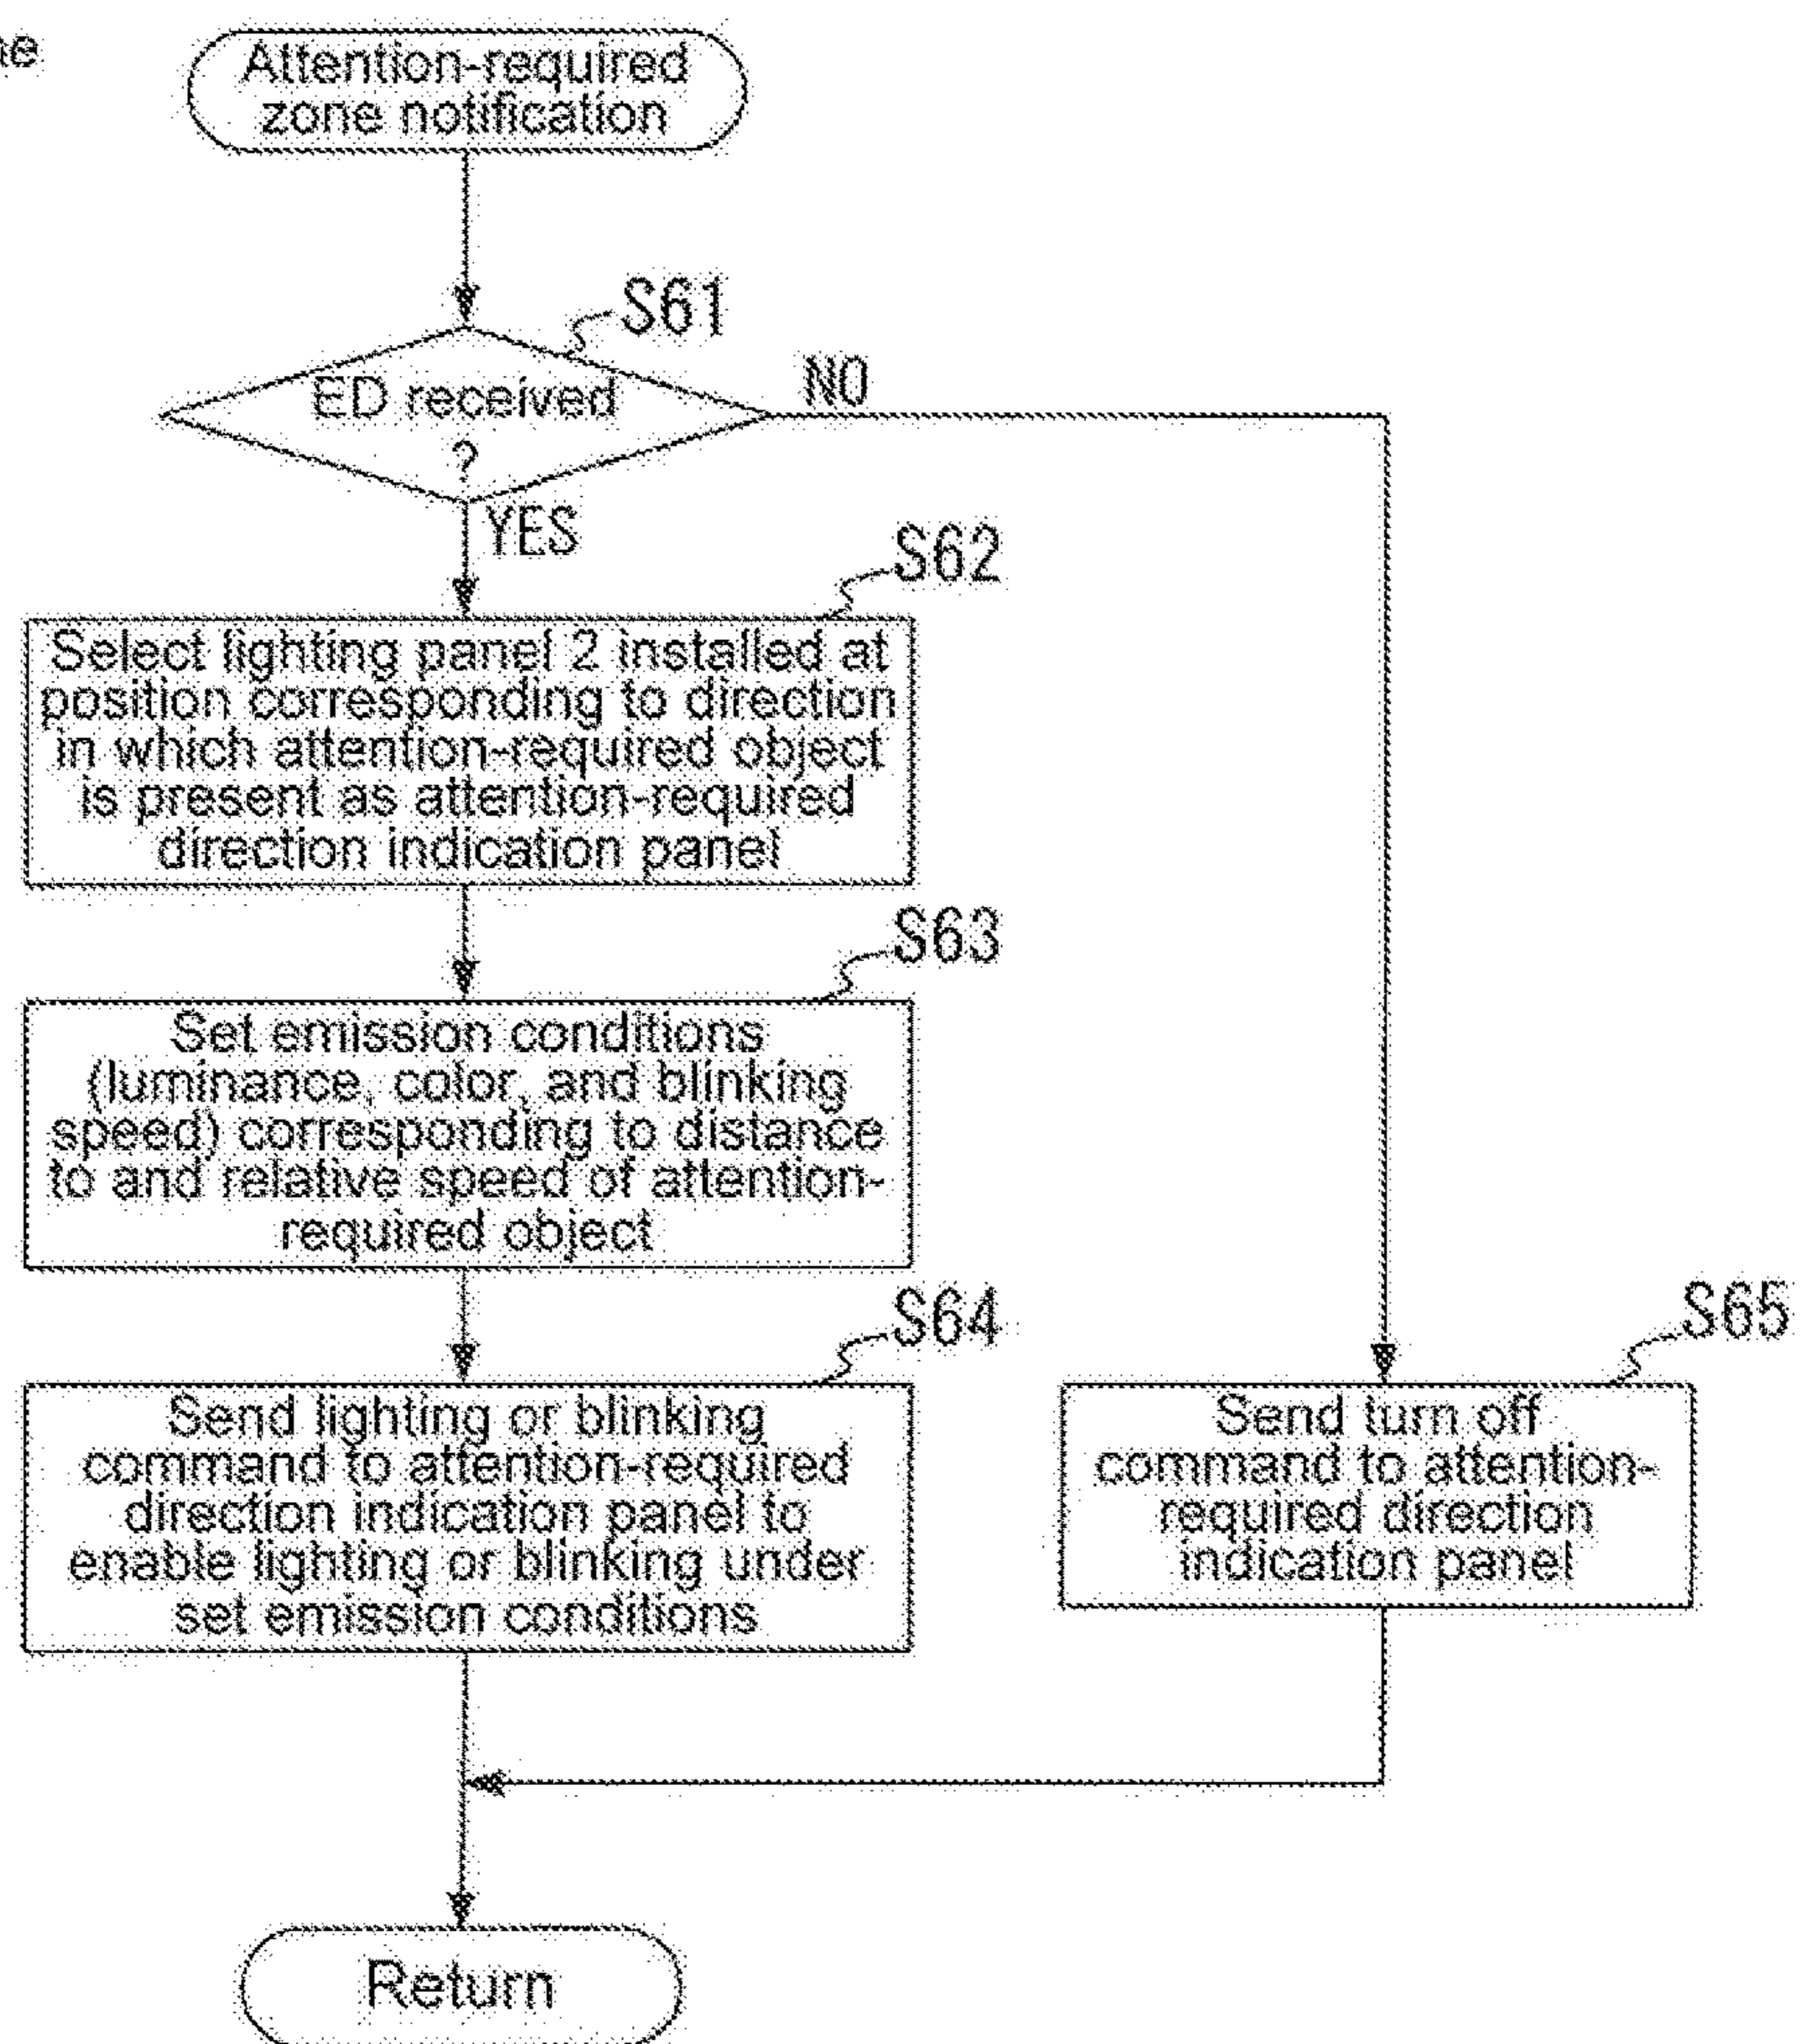 Attention-required
zone notification
S61
ED received
?
NO
YES
S62
Select lighting panel 2 installed at
position corresponding to direction
in which attention-required object
is present as attention-required
direction indication panel
S63
Set emission conditions
(luminance, color, and blinking
speed) corresponding to distance
to and relative speed of attention-
required object
S64
Send lighting or blinking
command to attention-required
direction indication panel to
enable lighting or blinking under
set emission conditions
S65
Send turn off
command to attention-
required direction
indication panel
Return